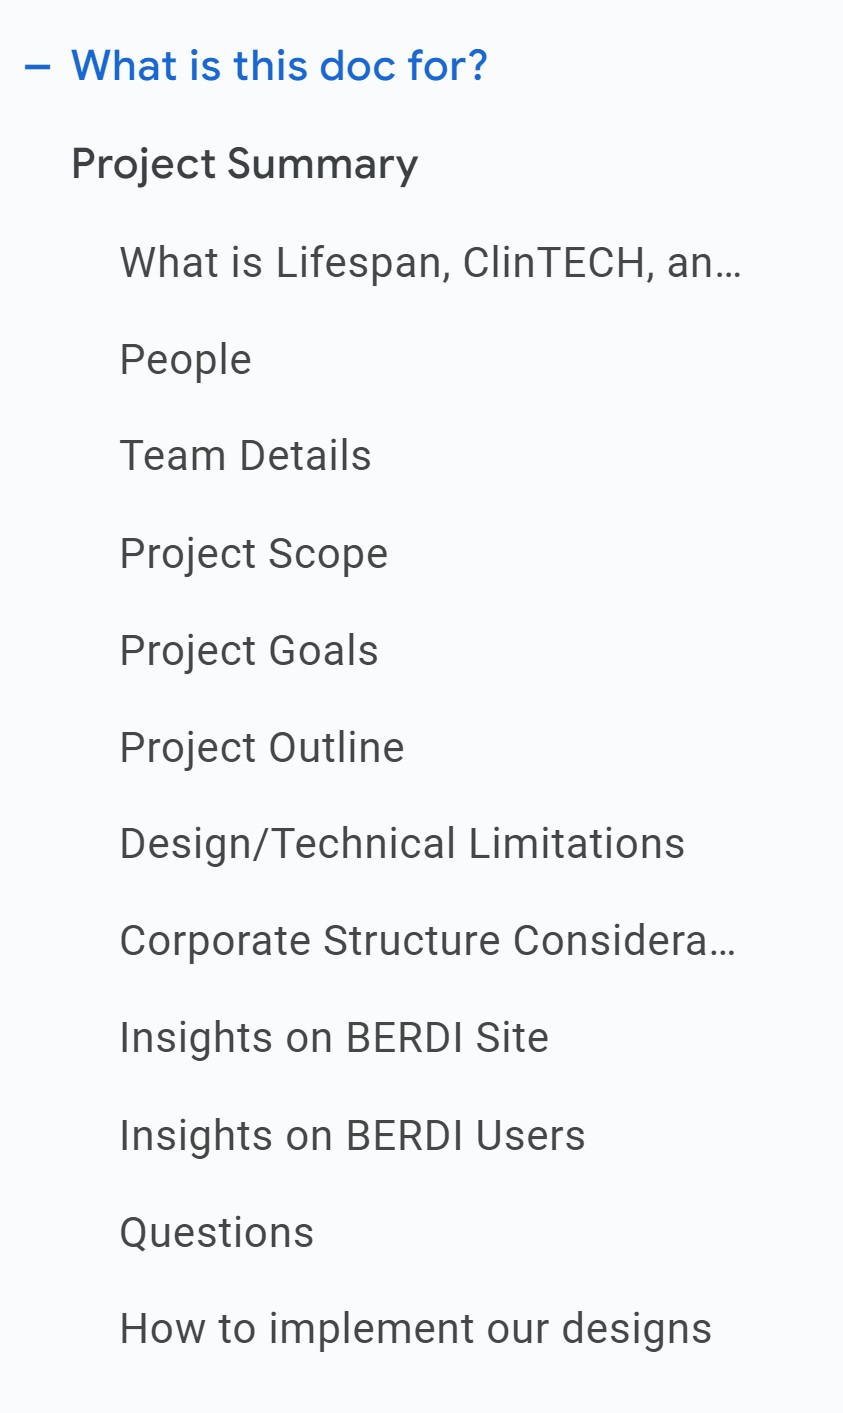 What is this doc for?
Project Summary
What is Lifespan, ClinTECH, an…
People
Team Details
Project Scope
Project Goals
Project Outline
Design/Technical Limitations
Corporate Structure Considera…
Insights on BERDI Site
Insights on BERDI Users
Questions
How to implement our designs